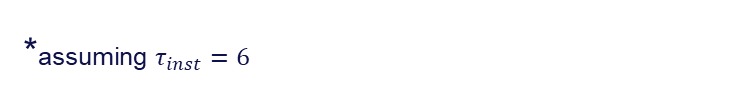 *assuming τ_inst = 6